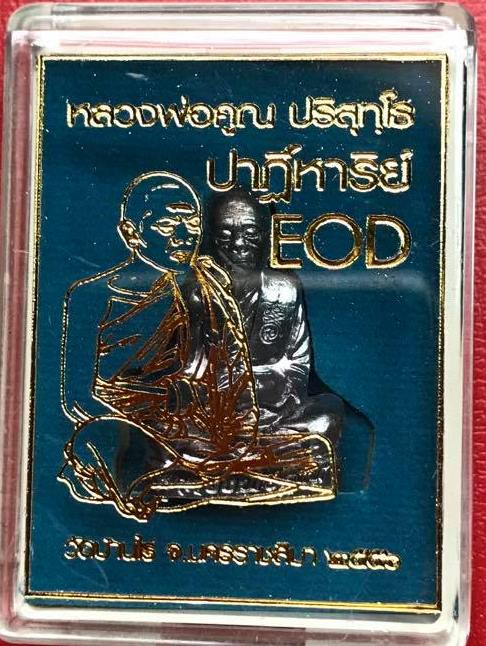 หลวงพ่อคูณ ปริสุทฺโธ
ปาฏิหาริย์
EOD
วัดบ้านไร่ จ.นครราชสีมา ๒๕๕๖